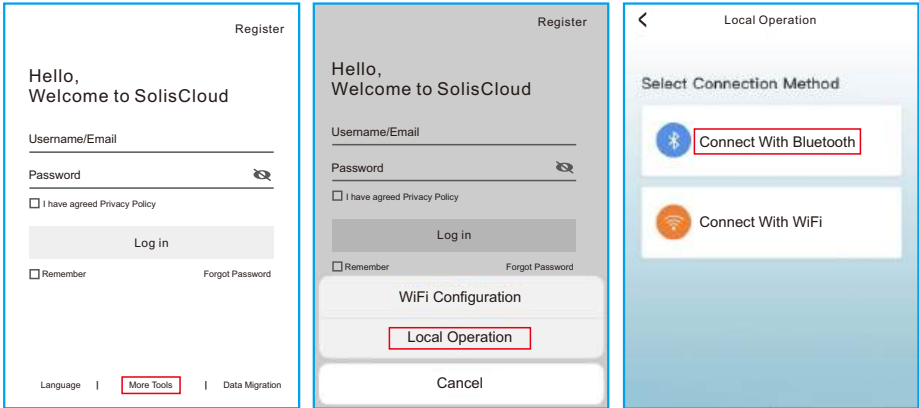 Register
Hello,
Welcome to SolisCloud
Username/Email
Password
I have agreed Privacy Policy
Log in
Remember Forgot Password
Language | More Tools | Data Migration
Register
Hello,
Welcome to SolisCloud
Username/Email
Password
I have agreed Privacy Policy
Log in
Remember Forgot Password
WiFi Configuration
Local Operation
Cancel
Local Operation
Select Connection Method
Connect With Bluetooth
Connect With WiFi